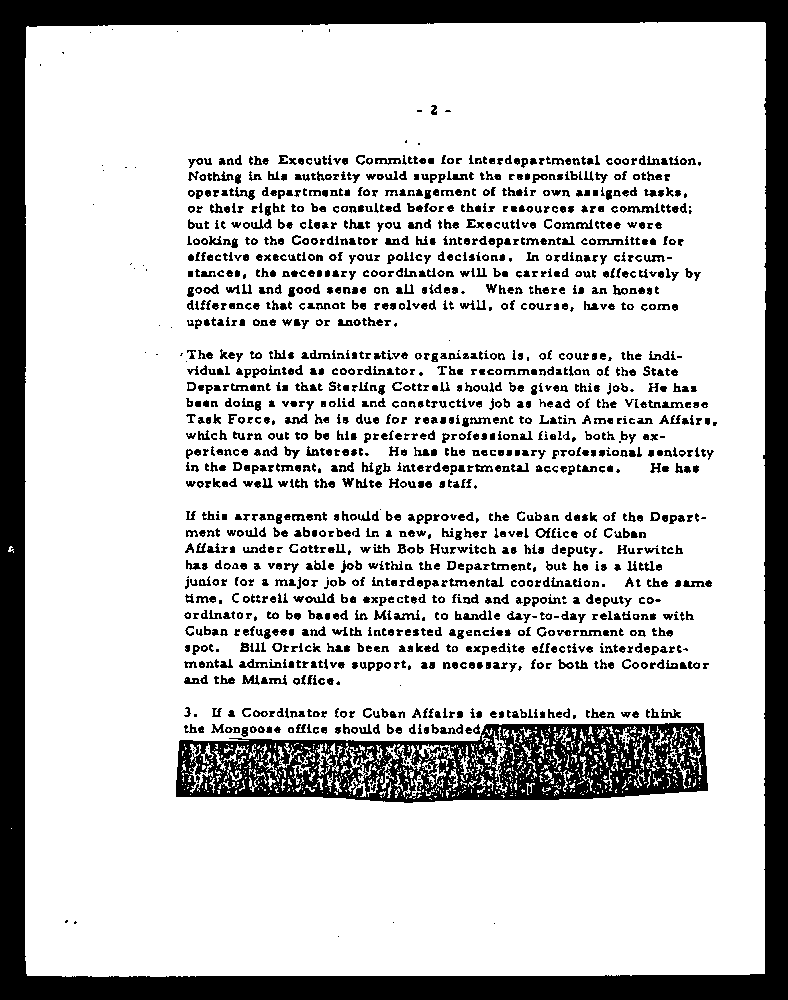 - 2 -
you and the Executive Committee for interdepartmental coordination.
Nothing in his authority would supplant the responsibility of other
operating departments for management of their own assigned tasks,
or their right to be consulted before their resources are committed;
but it would be clear that you and the Executive Committee were
looking to the Coordinator and his interdepartmental committee for
effective execution of your policy decisions. In ordinary circum-
stances, the necessary coordination will be carried out effectively by
good will and good sense on all sides. When there is an honest
difference that cannot be resolved it will, of course, have to come
upstairs one way or another.
The key to this administrative organization is, of course, the indi-
vidual appointed as coordinator. The recommendation of the State
Department is that Sterling Cottrell should be given this job. He has
been doing a very solid and constructive job as head of the Vietnamese
Task Force, and he is due for reassignment to Latin American Affairs,
which turn out to be his preferred professional field, both by ex-
perience and by interest. He has the necessary professional seniority
in the Department, and high interdepartmental acceptance. He has
worked well with the White House staff.
If this arrangement should be approved, the Cuban desk of the Depart-
ment would be absorbed in a new, higher level Office of Cuban
Affairs under Cottrell, with Bob Hurwitch as his deputy. Hurwitch
has done a very able job within the Department, but he is a little
junior for a major job of interdepartmental coordination. At the same
time, Cottrell would be expected to find and appoint a deputy co-
ordinator, to be based in Miami, to handle day-to-day relations with
Cuban refugees and with interested agencies of Government on the
spot. Bill Orrick has been asked to expedite effective interdepart-
mental administrative support, as necessary, for both the Coordinator
and the Miami office.
3. If a Coordinator for Cuban Affairs is established, then we think
the Mongoose office should be disbanded